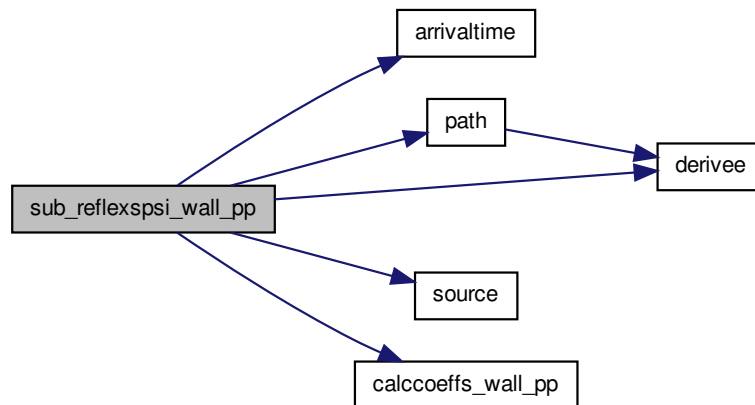 arrivaltime
path
derivee
sub_reflexspsi_wall_pp
source
calccoeffs_wall_pp